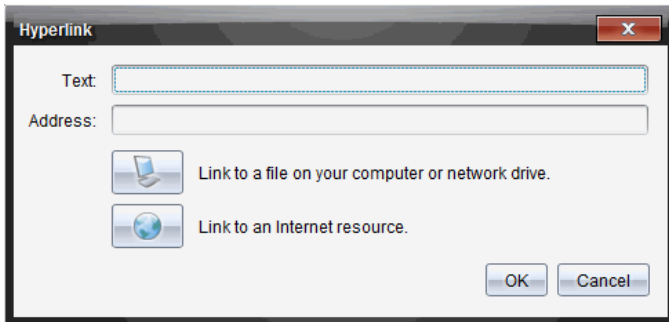 Hyperlink
Text:
Address:
Link to a file on your computer or network drive.
Link to an Internet resource.
OK Cancel